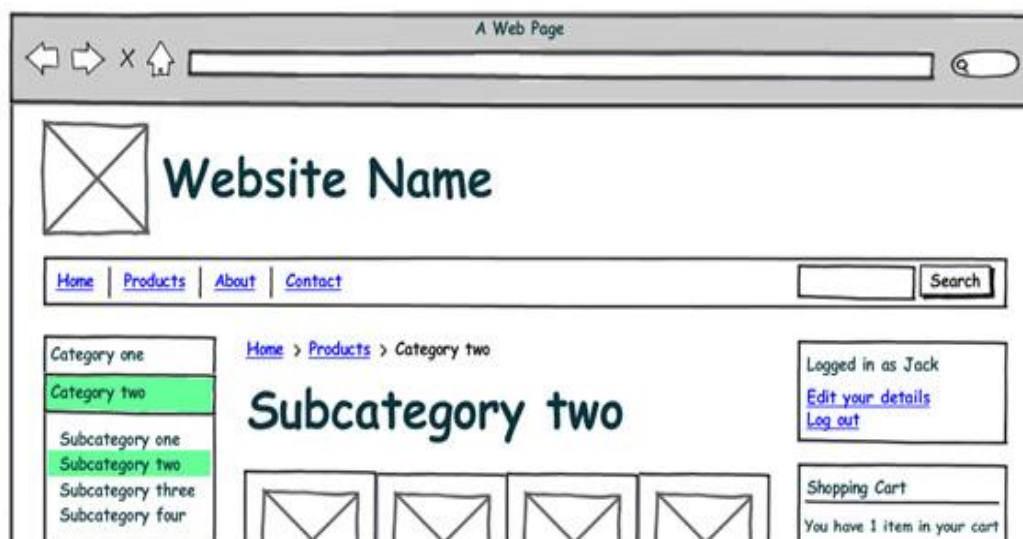 A Web Page
Website Name
Home Products About Contact Search
Category one
Category two
Subcategory one
Subcategory two
Subcategory three
Subcategory four
Home > Products > Category two
Subcategory two
Logged in as Jack
Edit your details
Log out
Shopping Cart
You have 1 item in your cart